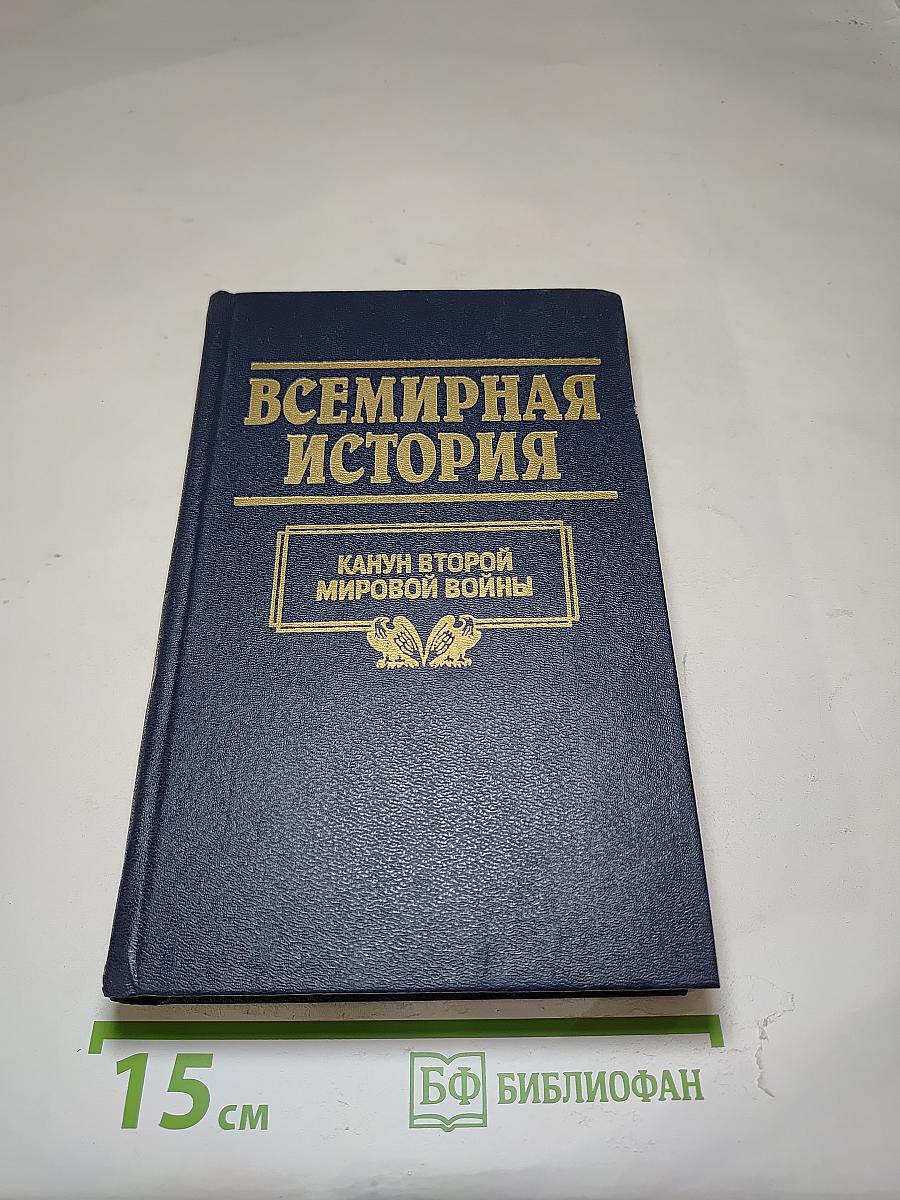 ВСЕМИРНАЯ
ИСТОРИЯ
КАНУН ВТОРОЙ
МИРОВОЙ ВОЙНЫ
15 см
БФ БИБЛИОФАН